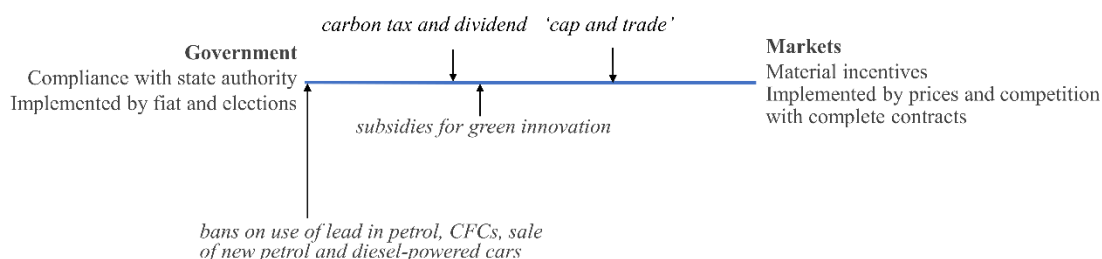 carbon tax and dividend
‘cap and trade’
Government
Compliance with state authority
Implemented by fiat and elections
Markets
Material incentives
Implemented by prices and competition
with complete contracts
subsidies for green innovation
bans on use of lead in petrol, CFCs, sale
of new petrol and diesel-powered cars